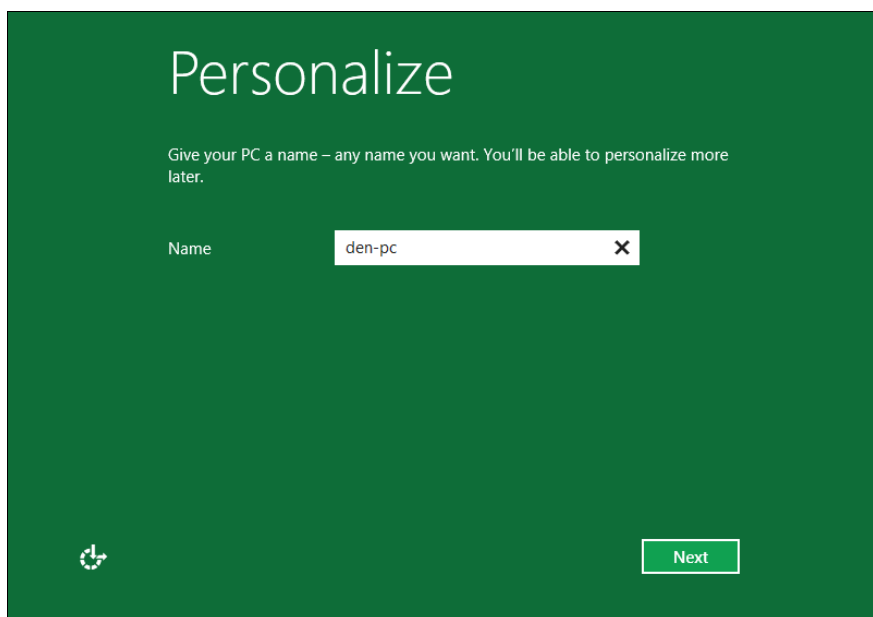 Personalize
Give your PC a name – any name you want. You'll be able to personalize more
later.
Name
den-pc
Next